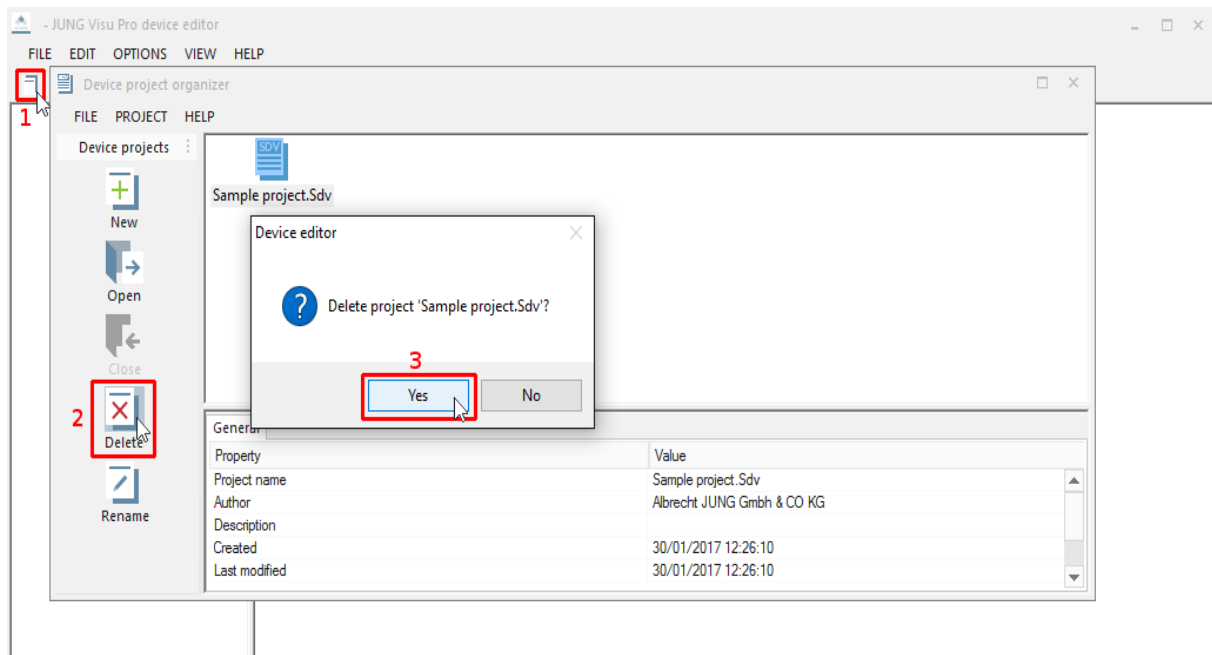 - JUNG Visu Pro device editor
FILE EDIT OPTIONS VIEW HELP
1
Device project organizer
FILE PROJECT HELP
Device projects
New
Open
Close
2
Delete
Rename
SDV
Sample project.Sdv
Device editor
? Delete project 'Sample project.Sdv'?
3
Yes No
General
Property Value
Project name Sample project.Sdv
Author Albrecht JUNG Gmbh & CO KG
Description
Created 30/01/2017 12:26:10
Last modified 30/01/2017 12:26:10